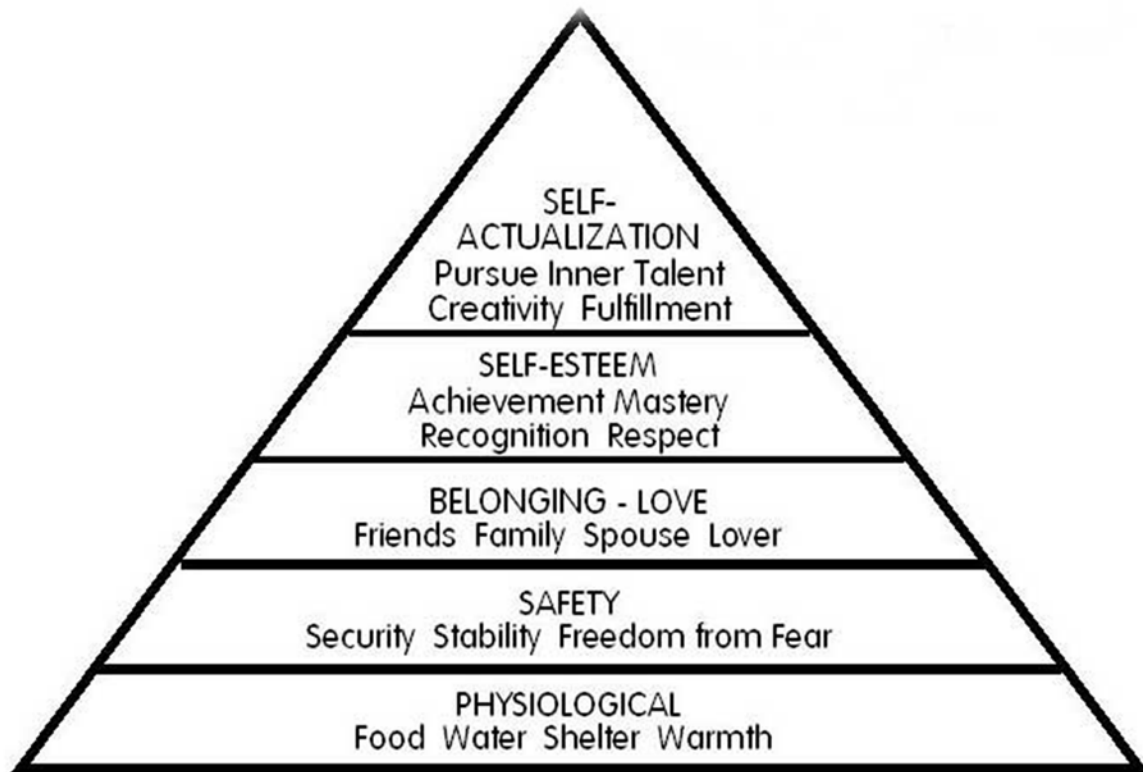 SELF-
ACTUALIZATION
Pursue Inner Talent
Creativity Fulfillment
SELF-ESTEEM
Achievement Mastery
Recognition Respect
BELONGING - LOVE
Friends Family Spouse Lover
SAFETY
Security Stability Freedom from Fear
PHYSIOLOGICAL
Food Water Shelter Warmth